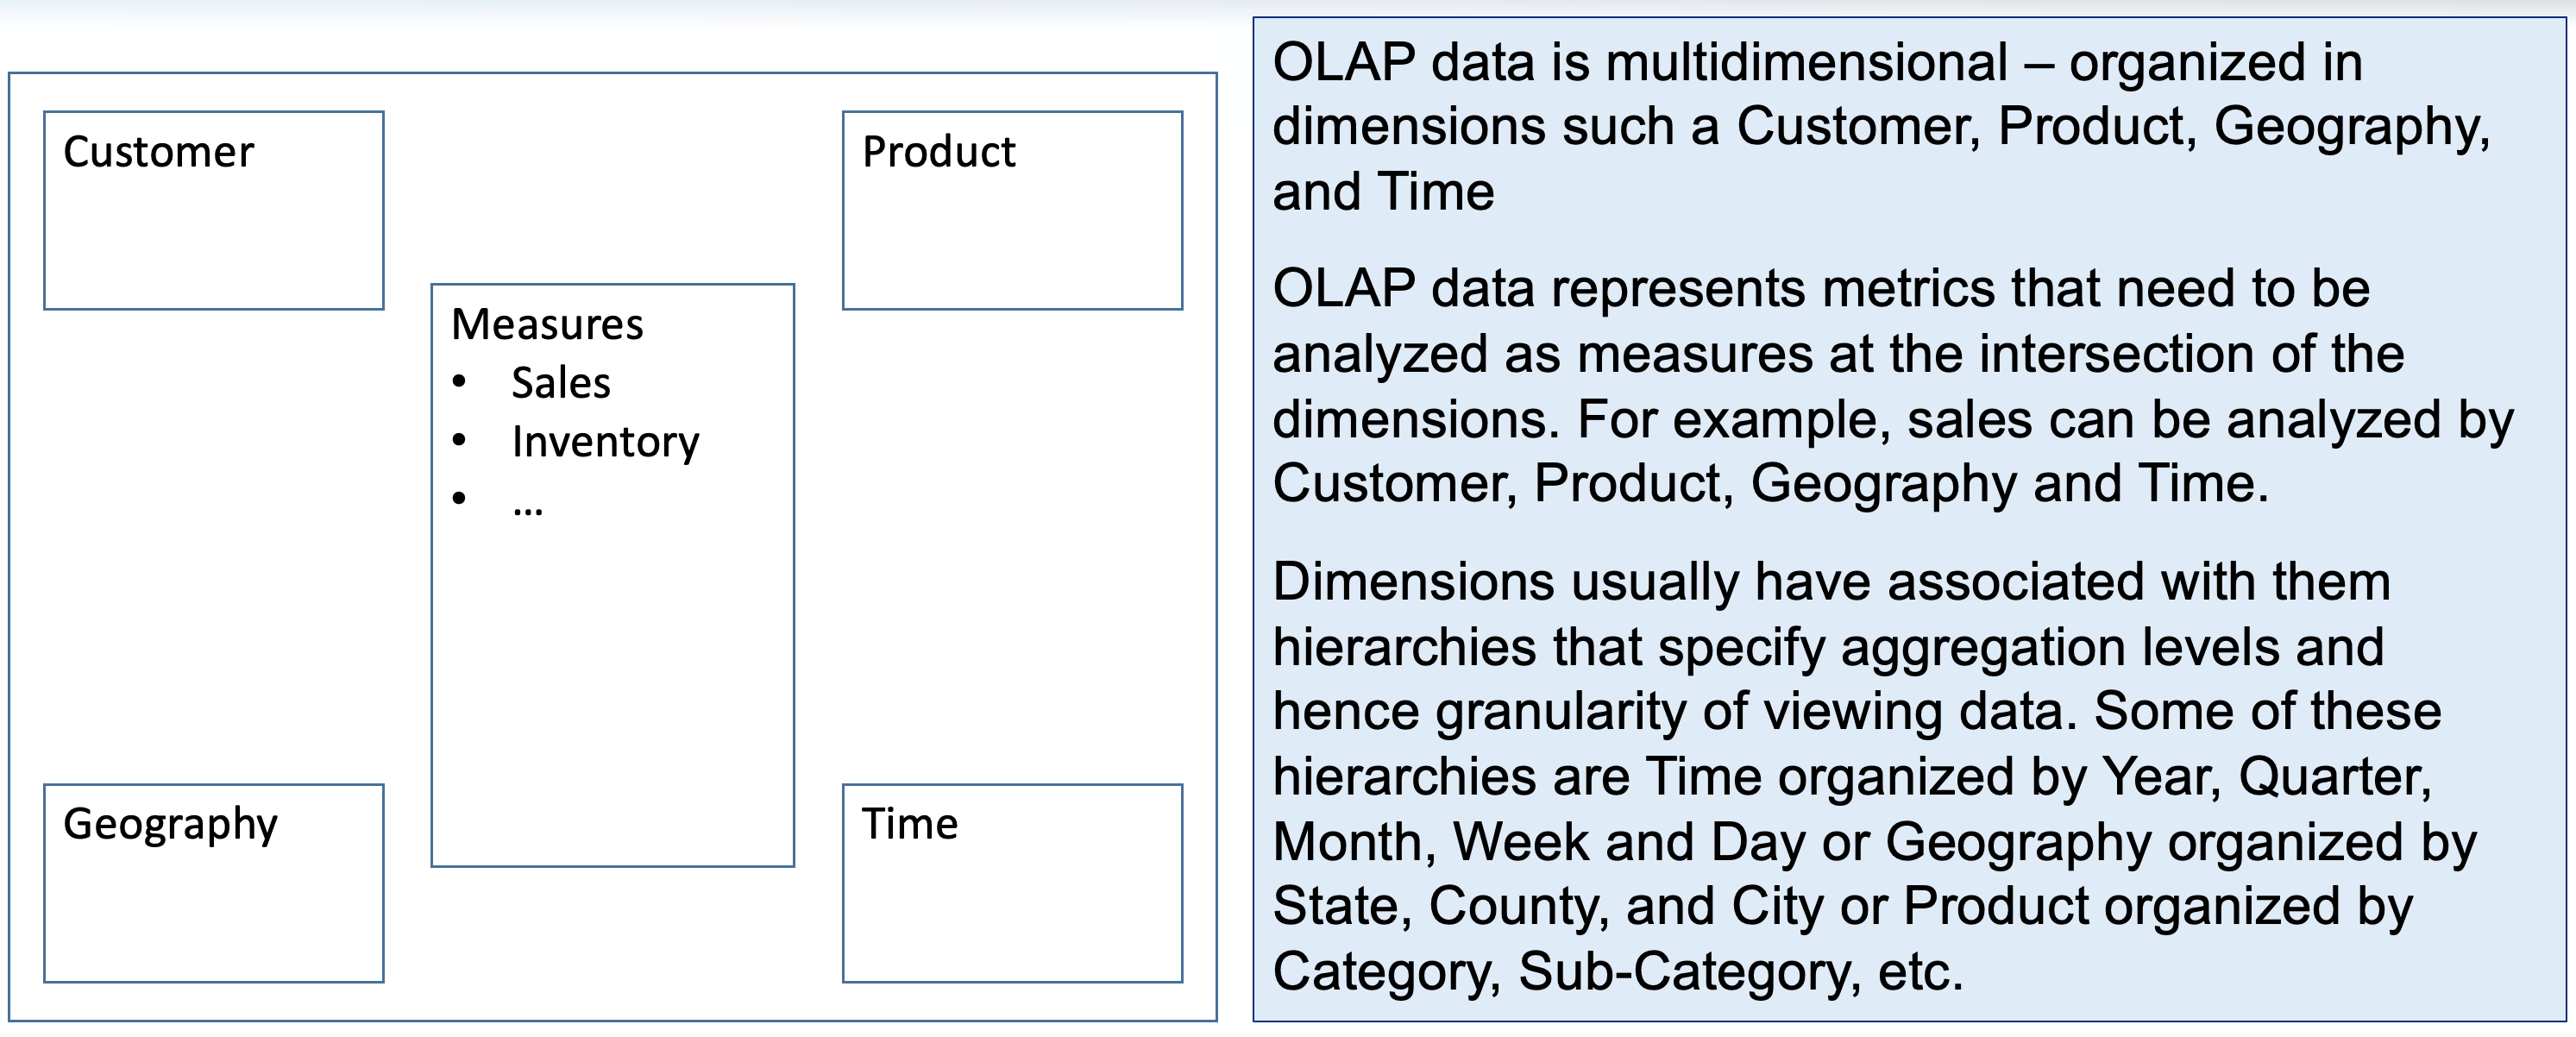 Customer
Product
Measures
• Sales
• Inventory
• ...
Geography
Time
OLAP data is multidimensional – organized in
dimensions such a Customer, Product, Geography,
and Time
OLAP data represents metrics that need to be
analyzed as measures at the intersection of the
dimensions. For example, sales can be analyzed by
Customer, Product, Geography and Time.
Dimensions usually have associated with them
hierarchies that specify aggregation levels and
hence granularity of viewing data. Some of these
hierarchies are Time organized by Year, Quarter,
Month, Week and Day or Geography organized by
State, County, and City or Product organized by
Category, Sub-Category, etc.